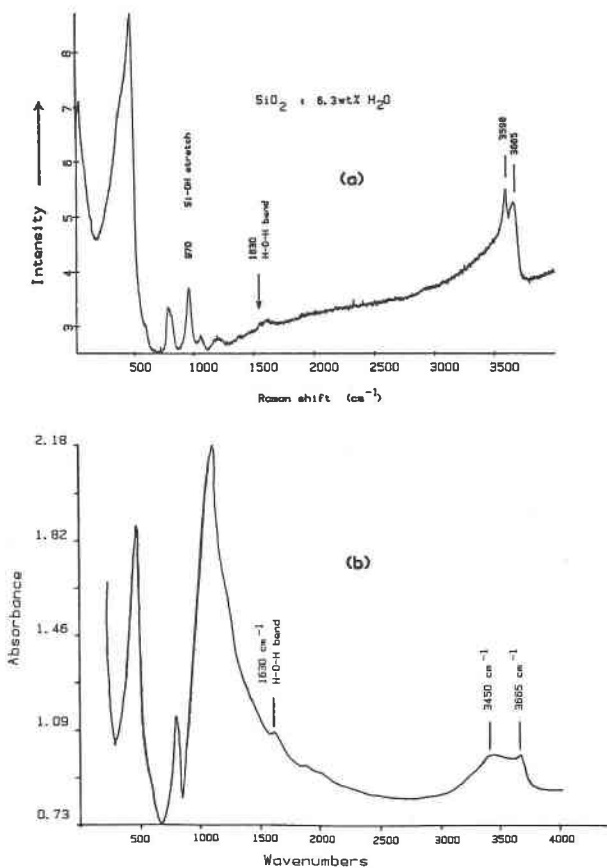 SiO2 + 6.3wt% H2O
(a)
3598
3665
970 Si-OH stretch
1630
H-O-H bend
Intensity
8
7
6
5
4
3
500 1000 1500 2000 2500 3000 3500
Raman shift (cm-1)
(b)
2.18
1.82
1.46
1.09
0.73
Absorbance
1630 cm-1
H-O-H bend
3450 cm-1
3665 cm-1
500 1000 1500 2000 2500 3000 3500 4000
Wavenumbers